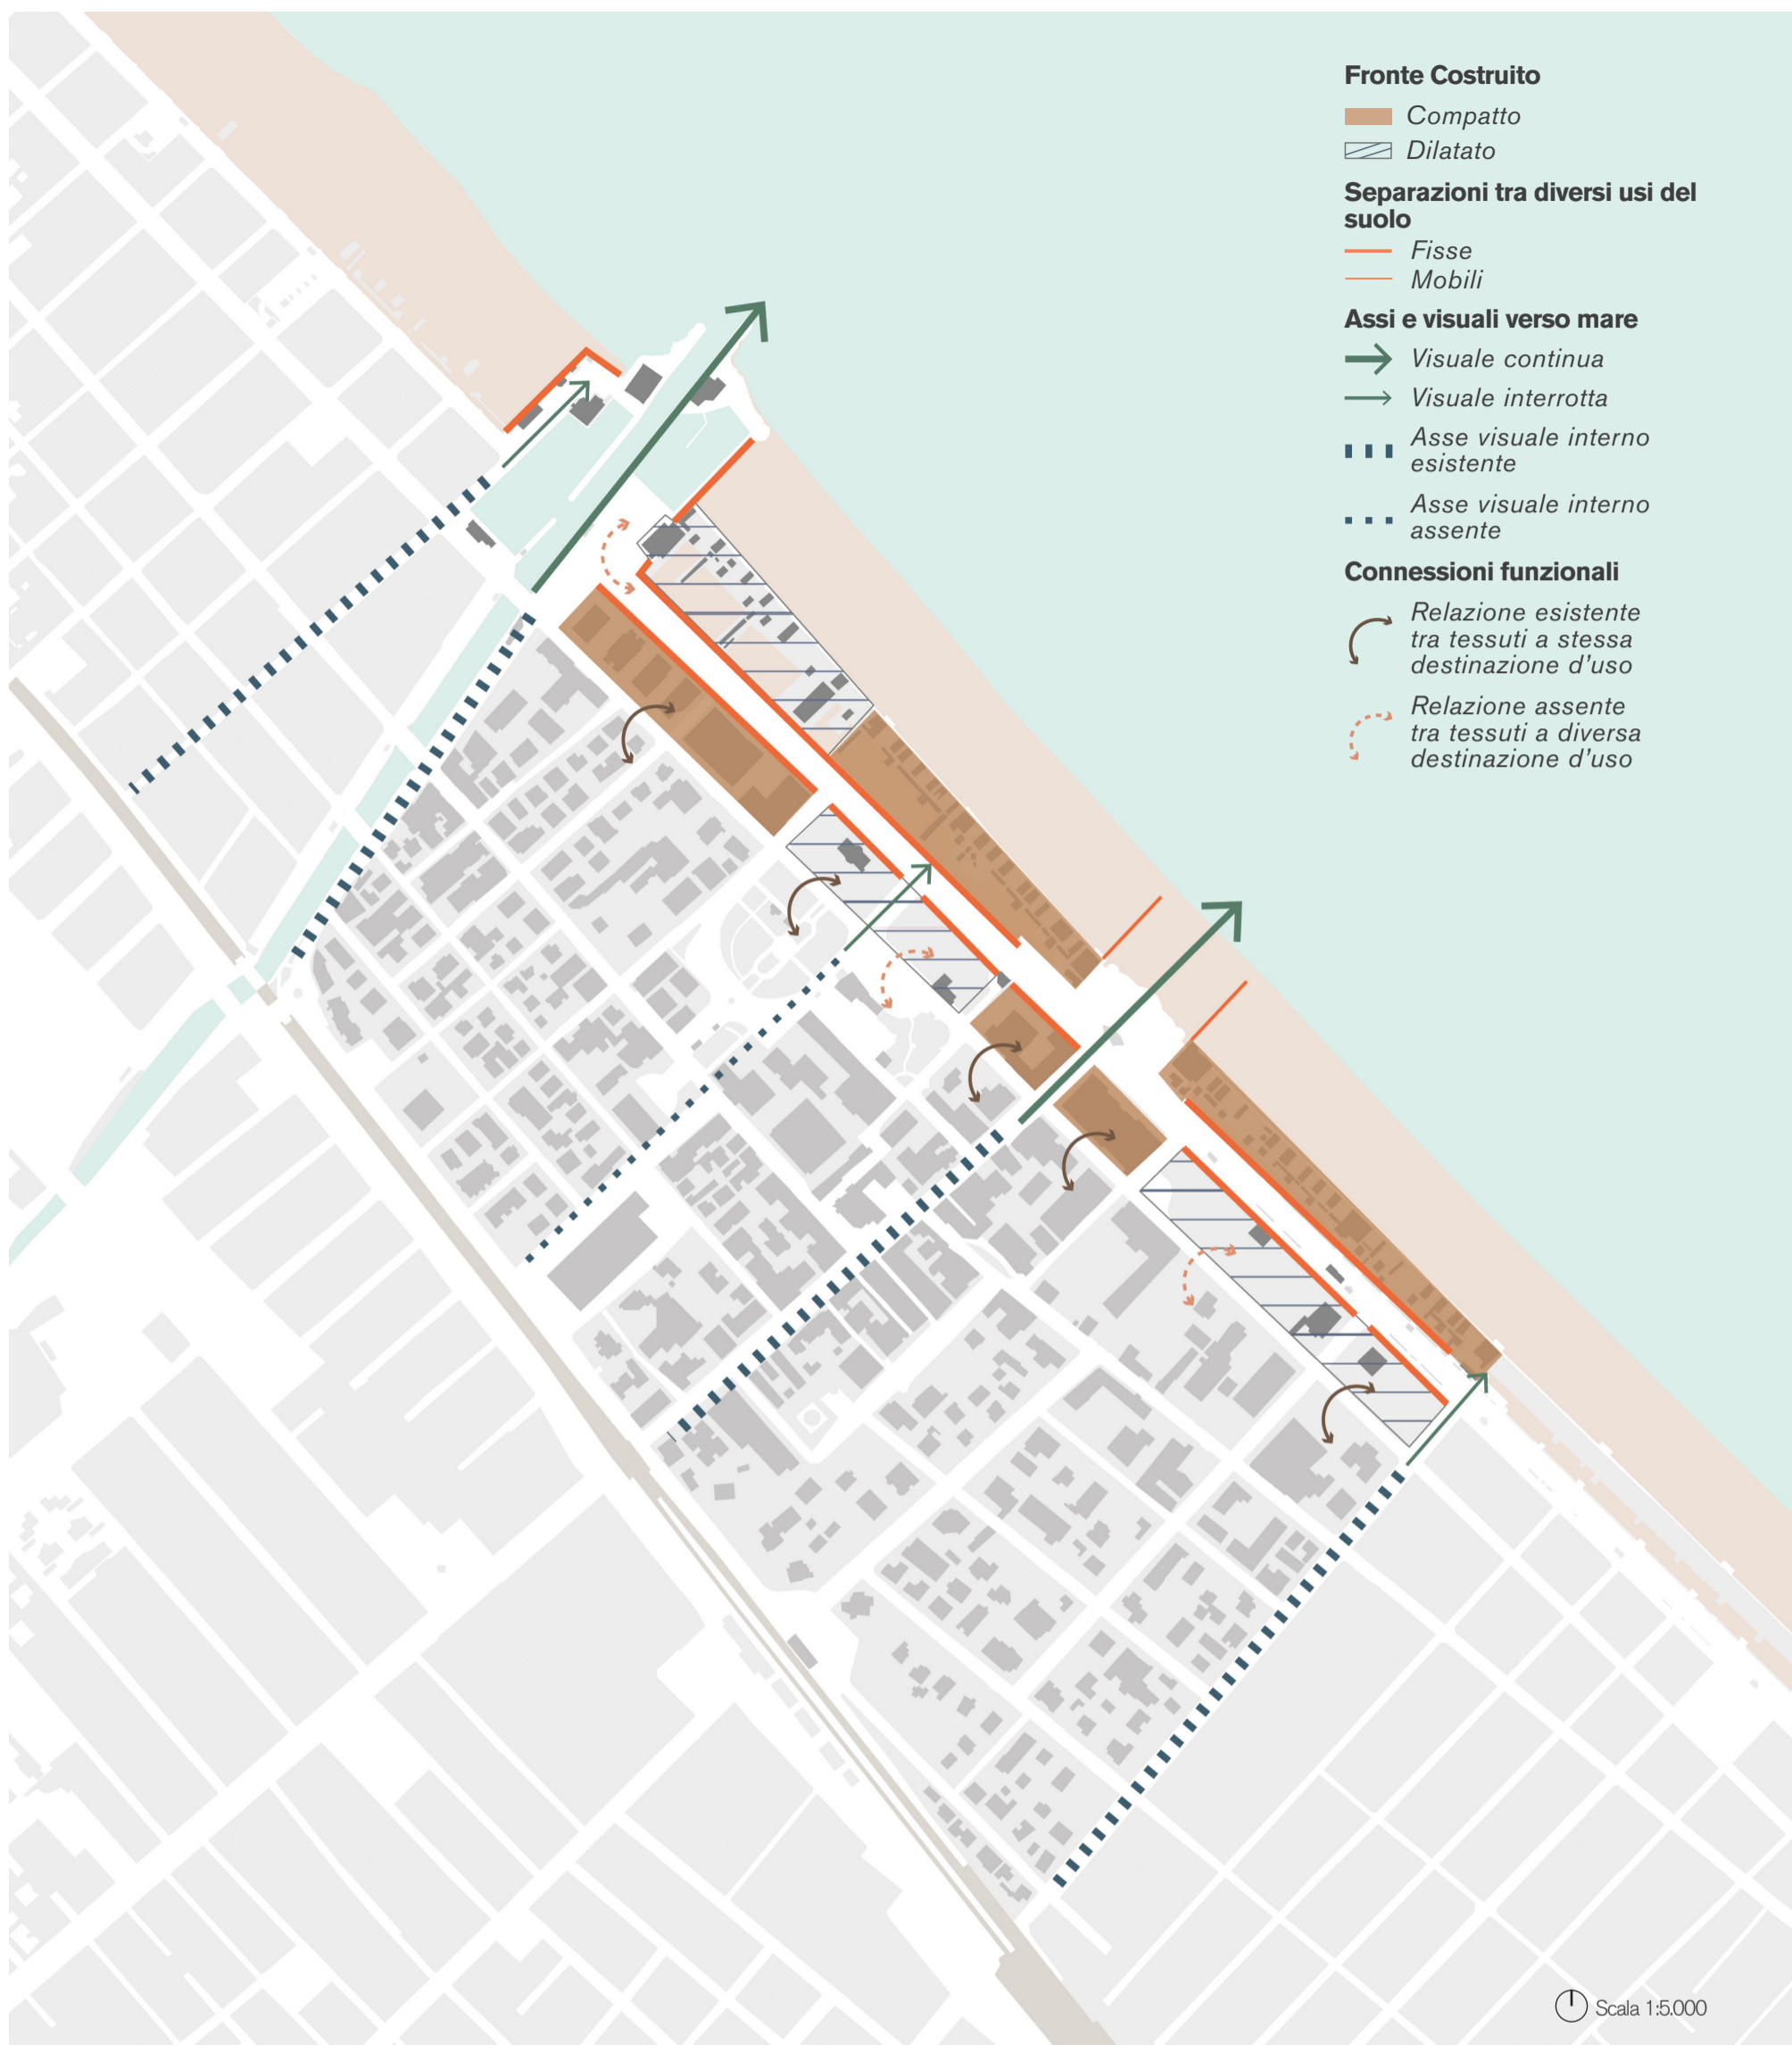 Fronte Costruito
Compatto
Dilatato
Separazioni tra diversi usi del
suolo
Fisse
Mobili
Assi e visuali verso mare
Visuale continua
Visuale interrotta
Asse visuale interno
esistente
Asse visuale interno
assente
Connessioni funzionali
Relazione esistente
tra tessuti a stessa
destinazione d'uso
Relazione assente
tra tessuti a diversa
destinazione d'uso
Scala 1:5.000